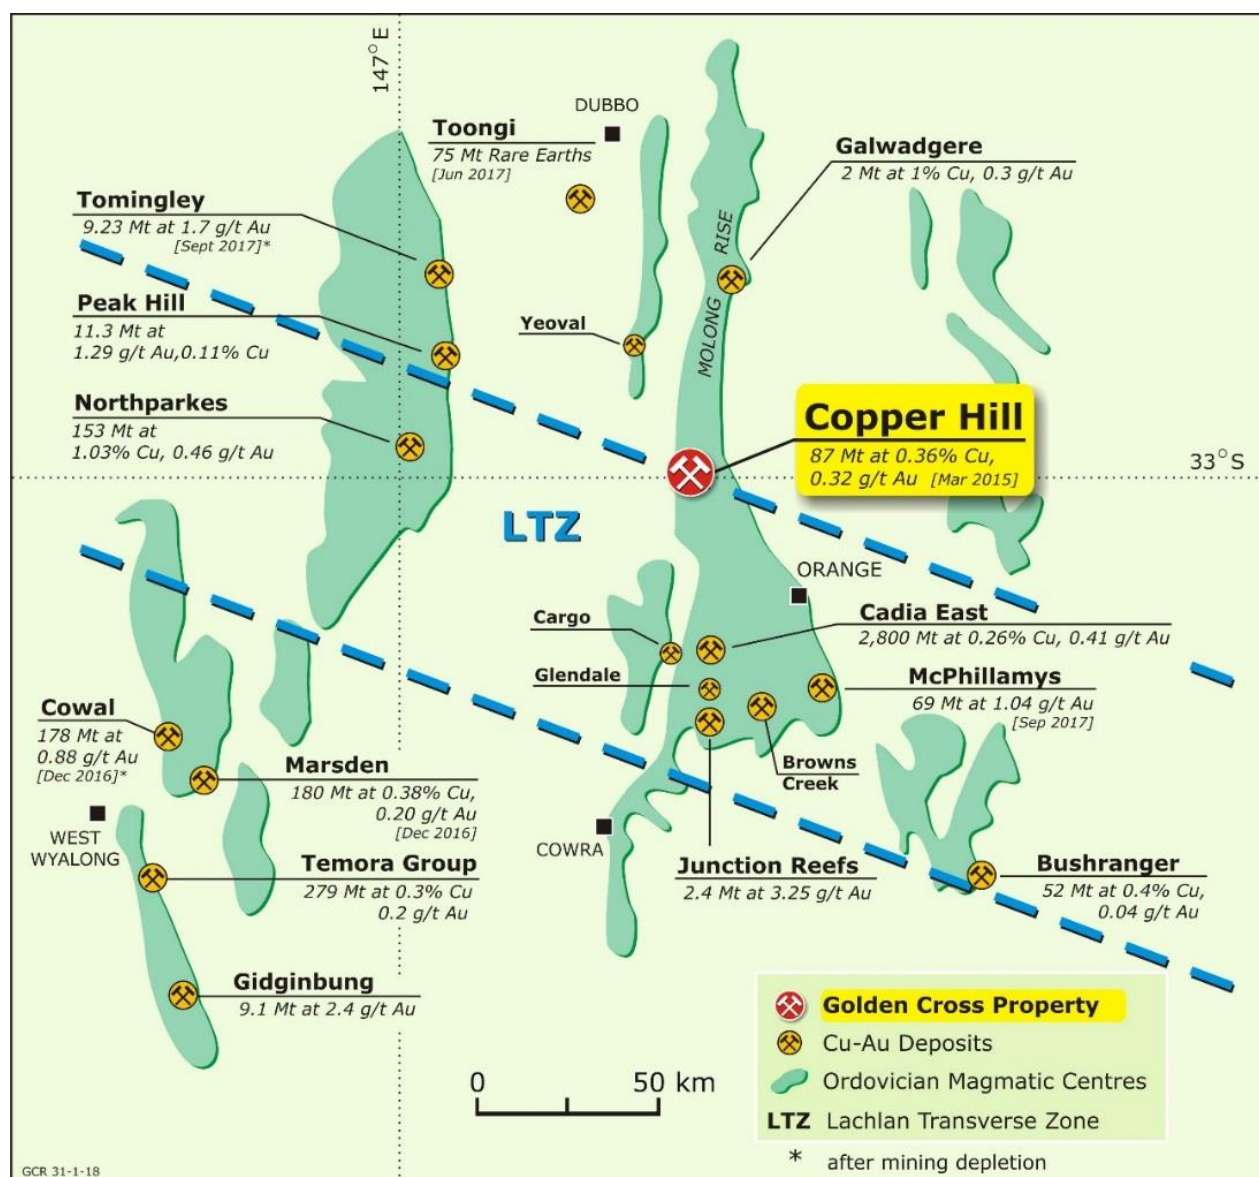 147°E
DUBBO
Toongi
75 Mt Rare Earths
[Jun 2017]
Galwadgere
2 Mt at 1% Cu, 0.3 g/t Au
Tomingley
9.23 Mt at 1.7 g/t Au
[Sept 2017]*
MOLONG RISE
Peak Hill
11.3 Mt at
1.29 g/t Au,0.11% Cu
Yeoval
Northparkes
153 Mt at
1.03% Cu, 0.46 g/t Au
Copper Hill
87 Mt at 0.36% Cu,
0.32 g/t Au [Mar 2015]
33°S
LTZ
ORANGE
Cargo
Cadia East
2,800 Mt at 0.26% Cu, 0.41 g/t Au
Glendale
McPhillamys
69 Mt at 1.04 g/t Au
[Sep 2017]
Cowal
178 Mt at
0.88 g/t Au
[Dec 2016]*
Marsden
180 Mt at 0.38% Cu,
0.20 g/t Au
[Dec 2016]
Browns
Creek
WEST
WYALONG
COWRA
Temora Group
279 Mt at 0.3% Cu
0.2 g/t Au
Junction Reefs
2.4 Mt at 3.25 g/t Au
Bushranger
52 Mt at 0.4% Cu,
0.04 g/t Au
Gidginbung
9.1 Mt at 2.4 g/t Au
Golden Cross Property
Cu-Au Deposits
Ordovician Magmatic Centres
LTZ Lachlan Transverse Zone
* after mining depletion
0 50 km
GCR 31-1-18